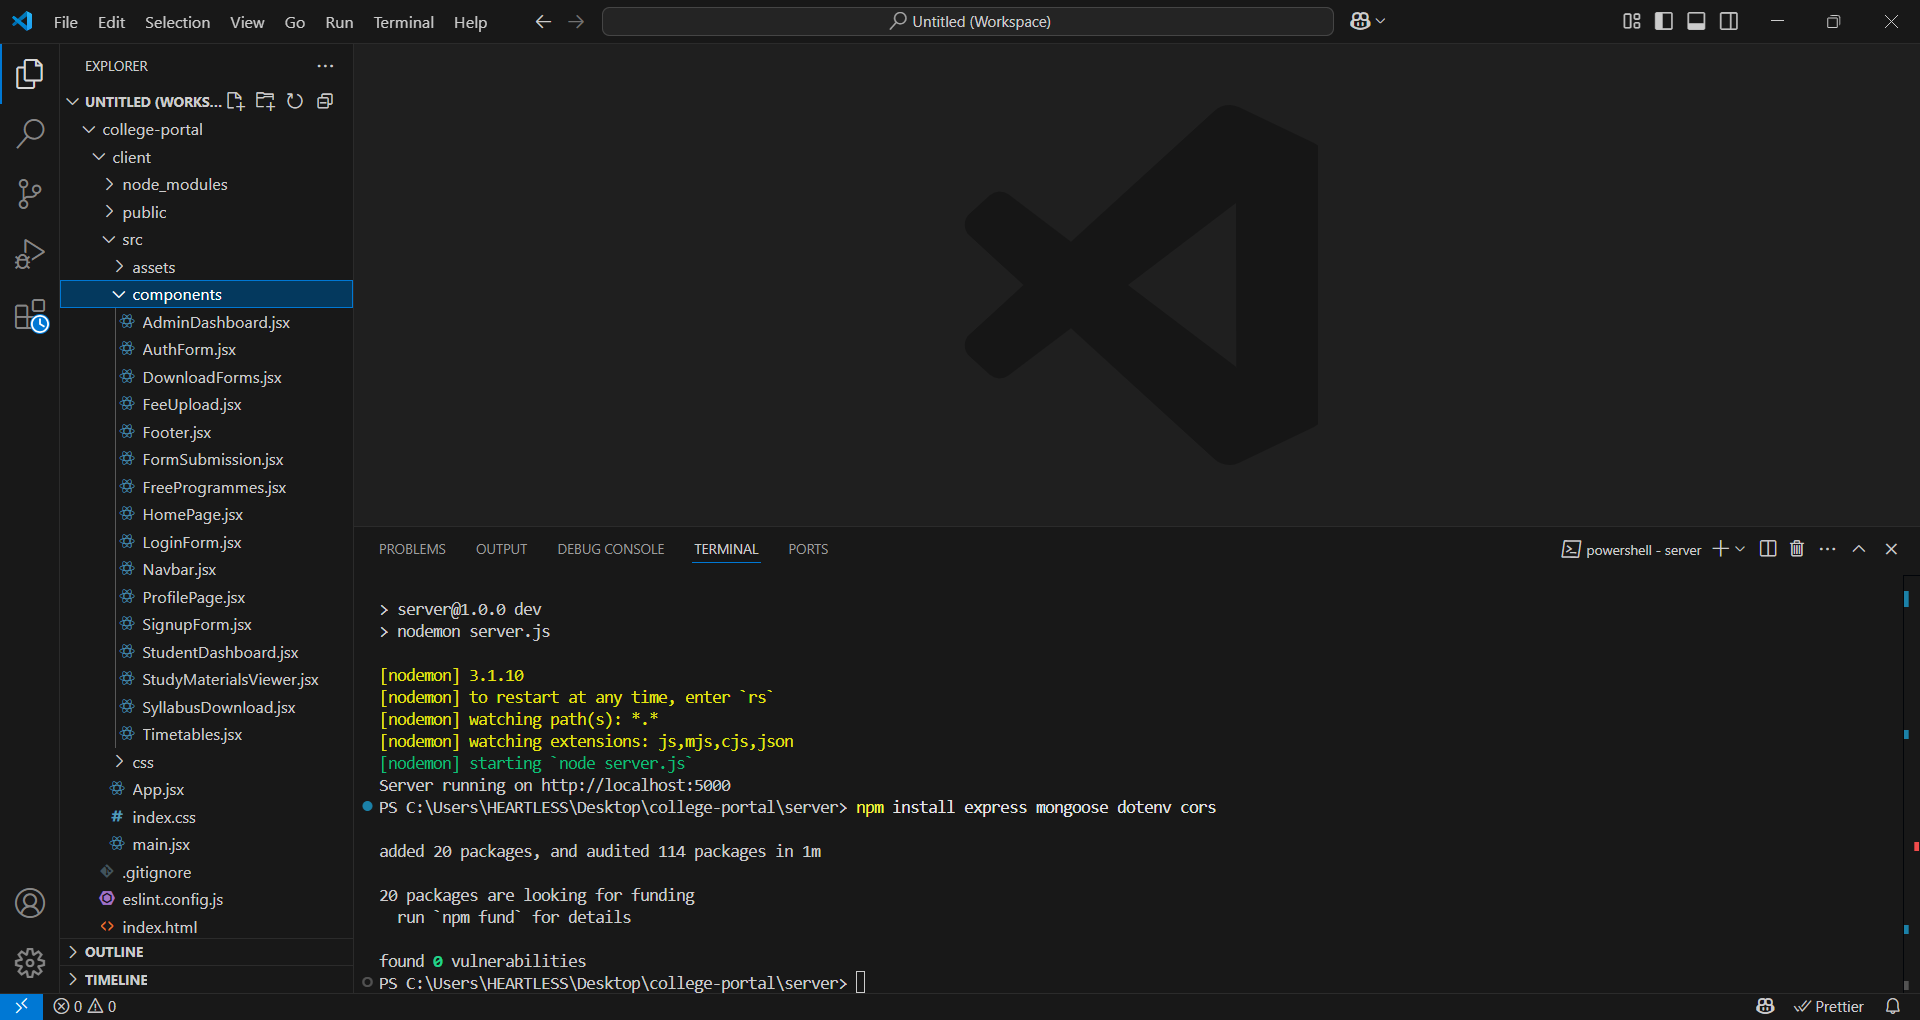 File Edit Selection View Go Run Terminal Help
Untitled (Workspace)
EXPLORER
UNTITLED (WORKS...
college-portal
client
node_modules
public
src
assets
components
AdminDashboard.jsx
AuthForm.jsx
DownloadForms.jsx
FeeUpload.jsx
Footer.jsx
FormSubmission.jsx
FreeProgrammes.jsx
HomePage.jsx
LoginForm.jsx
Navbar.jsx
ProfilePage.jsx
SignupForm.jsx
StudentDashboard.jsx
StudyMaterialsViewer.jsx
SyllabusDownload.jsx
Timetables.jsx
css
App.jsx
# index.css
main.jsx
.gitignore
eslint.config.js
<> index.html
OUTLINE
TIMELINE
PROBLEMS OUTPUT DEBUG CONSOLE TERMINAL PORTS
powershell - server
> server@1.0.0 dev
> nodemon server.js
[nodemon] 3.1.10
[nodemon] to restart at any time, enter `rs`
[nodemon] watching path(s): *.*
[nodemon] watching extensions: js,mjs,cjs,json
[nodemon] starting `node server.js`
Server running on http://localhost:5000
PS C:\Users\HEARTLESS\Desktop\college-portal\server> npm install express mongoose dotenv cors
added 20 packages, and audited 114 packages in 1m
20 packages are looking for funding
run `npm fund` for details
found 0 vulnerabilities
PS C:\Users\HEARTLESS\Desktop\college-portal\server>
0 0
Prettier